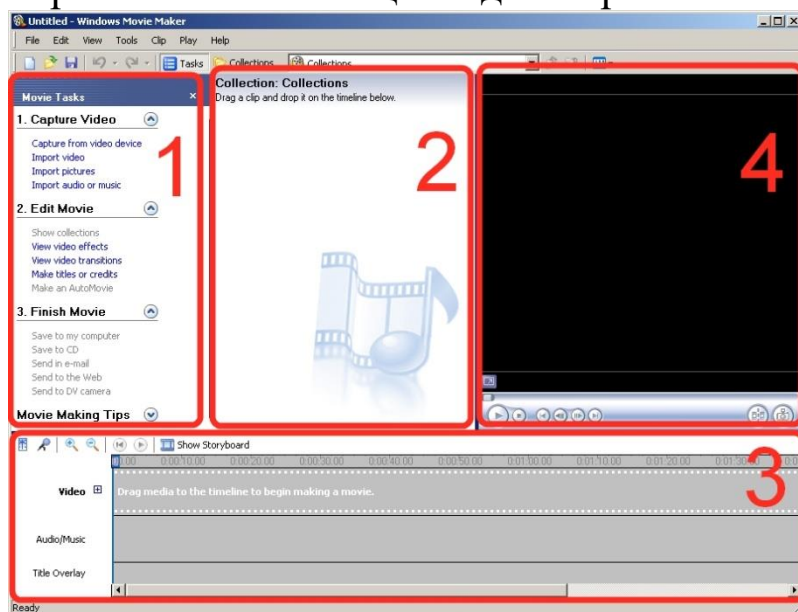 Untitled - Windows Movie Maker
File Edit View Tools Clip Play Help
Tasks Collections Collections
Movie Tasks
1. Capture Video
Capture from video device
Import video
Import pictures
Import audio or music
2. Edit Movie
Show collections
View video effects
View video transitions
Make titles or credits
Make an AutoMovie
3. Finish Movie
Save to my computer
Save to CD
Send in e-mail
Send to the Web
Send to DV camera
Movie Making Tips
1
Collection: Collections
Drag a clip and drop it on the timeline below.
2
4
Show Storyboard
0:00:10.00 0:00:20.00 0:00:30.00 0:00:40.00 0:00:50.00 0:01:00.00 0:01:10.00 0:01:20.00
Video Drag media to the timeline to begin making a movie.
3
Audio/Music
Title Overlay
Ready